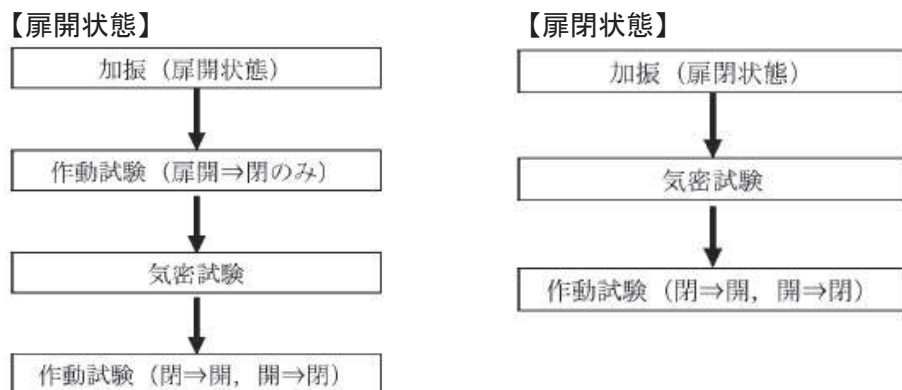 【扉開状態】
加振（扉開状態）
作動試験（扉開⇒閉のみ）
気密試験
作動試験（閉⇒開，開⇒閉）
【扉閉状態】
加振（扉閉状態）
気密試験
作動試験（閉⇒開，開⇒閉）